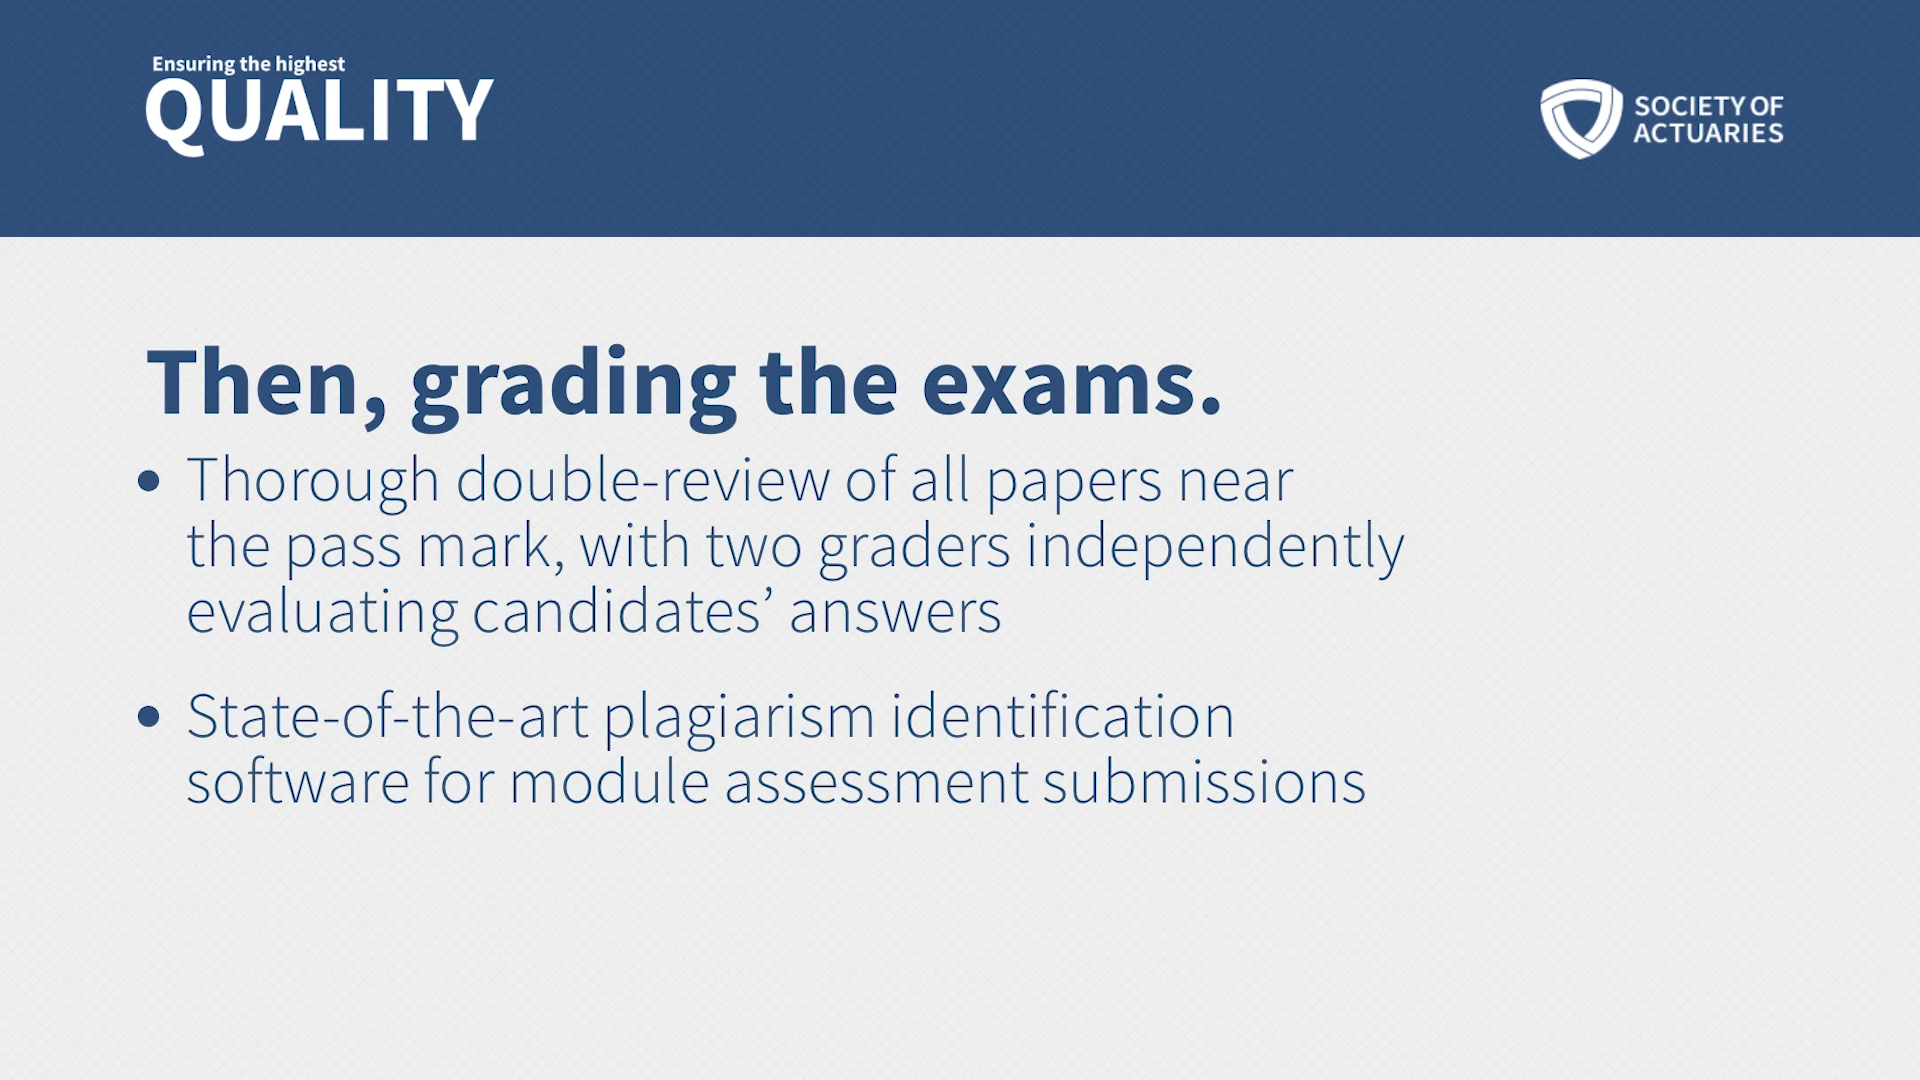 Ensuring the highest
QUALITY
SOCIETY OF
ACTUARIES
Then, grading the exams.
• Thorough double-review of all papers near
the pass mark, with two graders independently
evaluating candidates’ answers
• State-of-the-art plagiarism identification
software for module assessment submissions